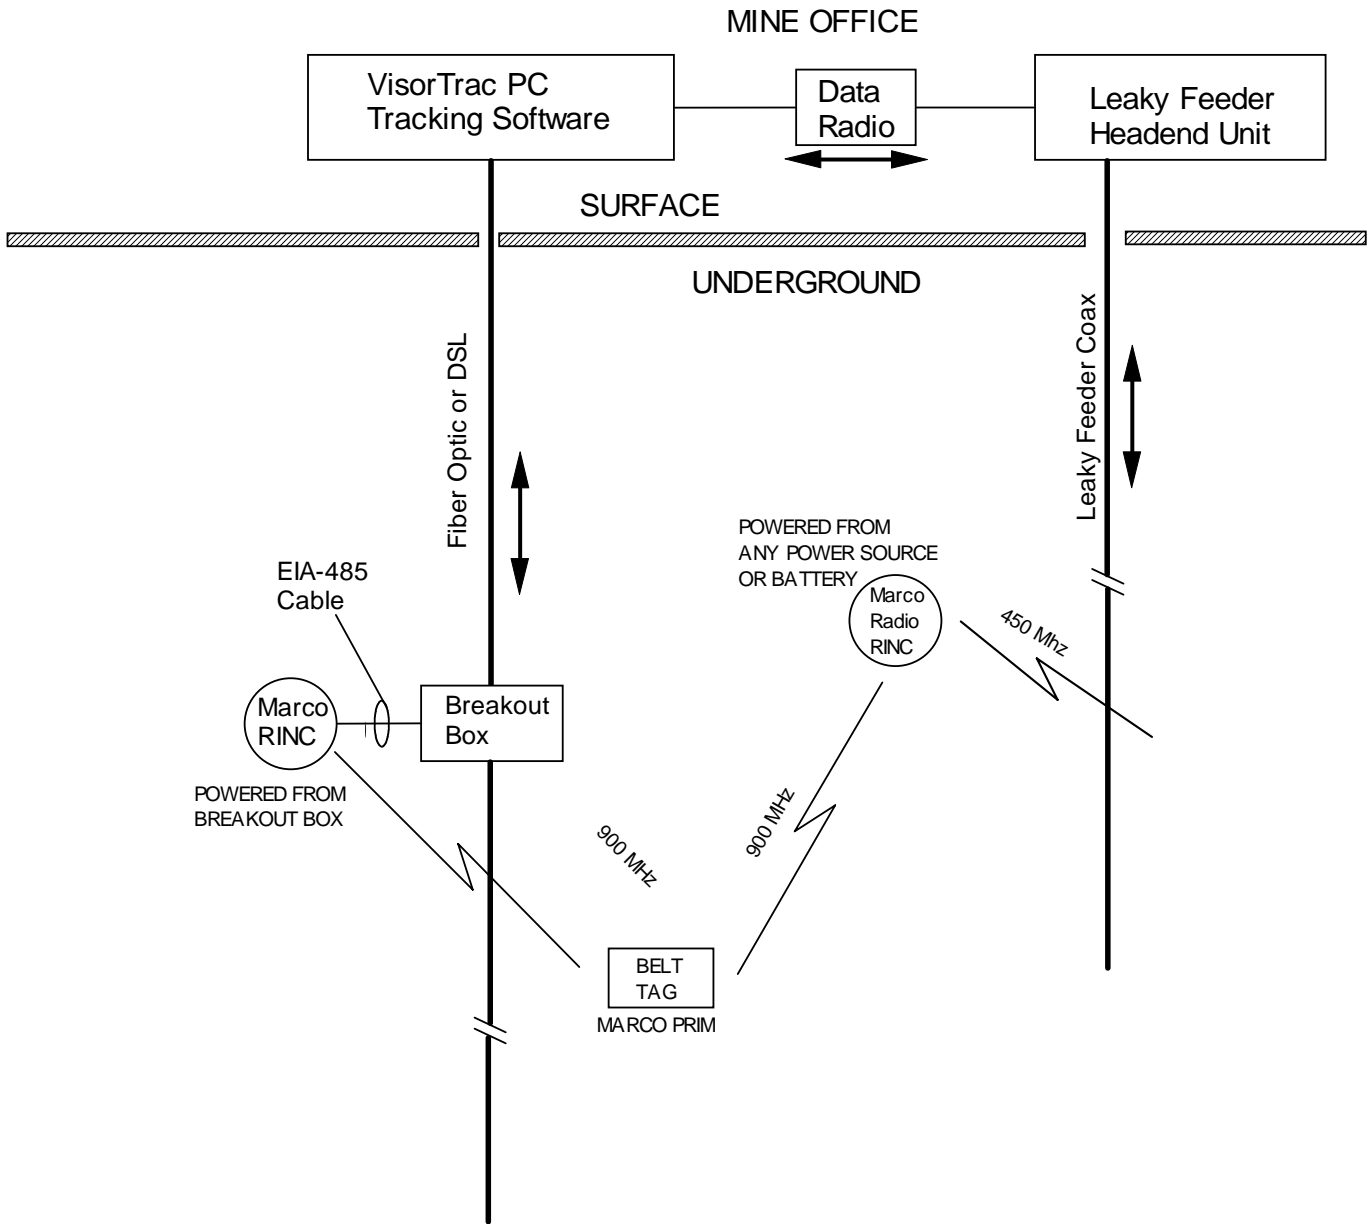 MINE OFFICE
VisorTrac PC
Tracking Software
Data
Radio
Leaky Feeder
Headend Unit
SURFACE
UNDERGROUND
Fiber Optic or DSL
Leaky Feeder Coax
POWERED FROM
ANY POWER SOURCE
OR BATTERY
EIA-485
Cable
Marco
Radio
RINC
450 Mhz
Marco
RINC
Breakout
Box
POWERED FROM
BREAKOUT BOX
900 MHz
900 MHz
BELT
TAG
MARCO PRIM